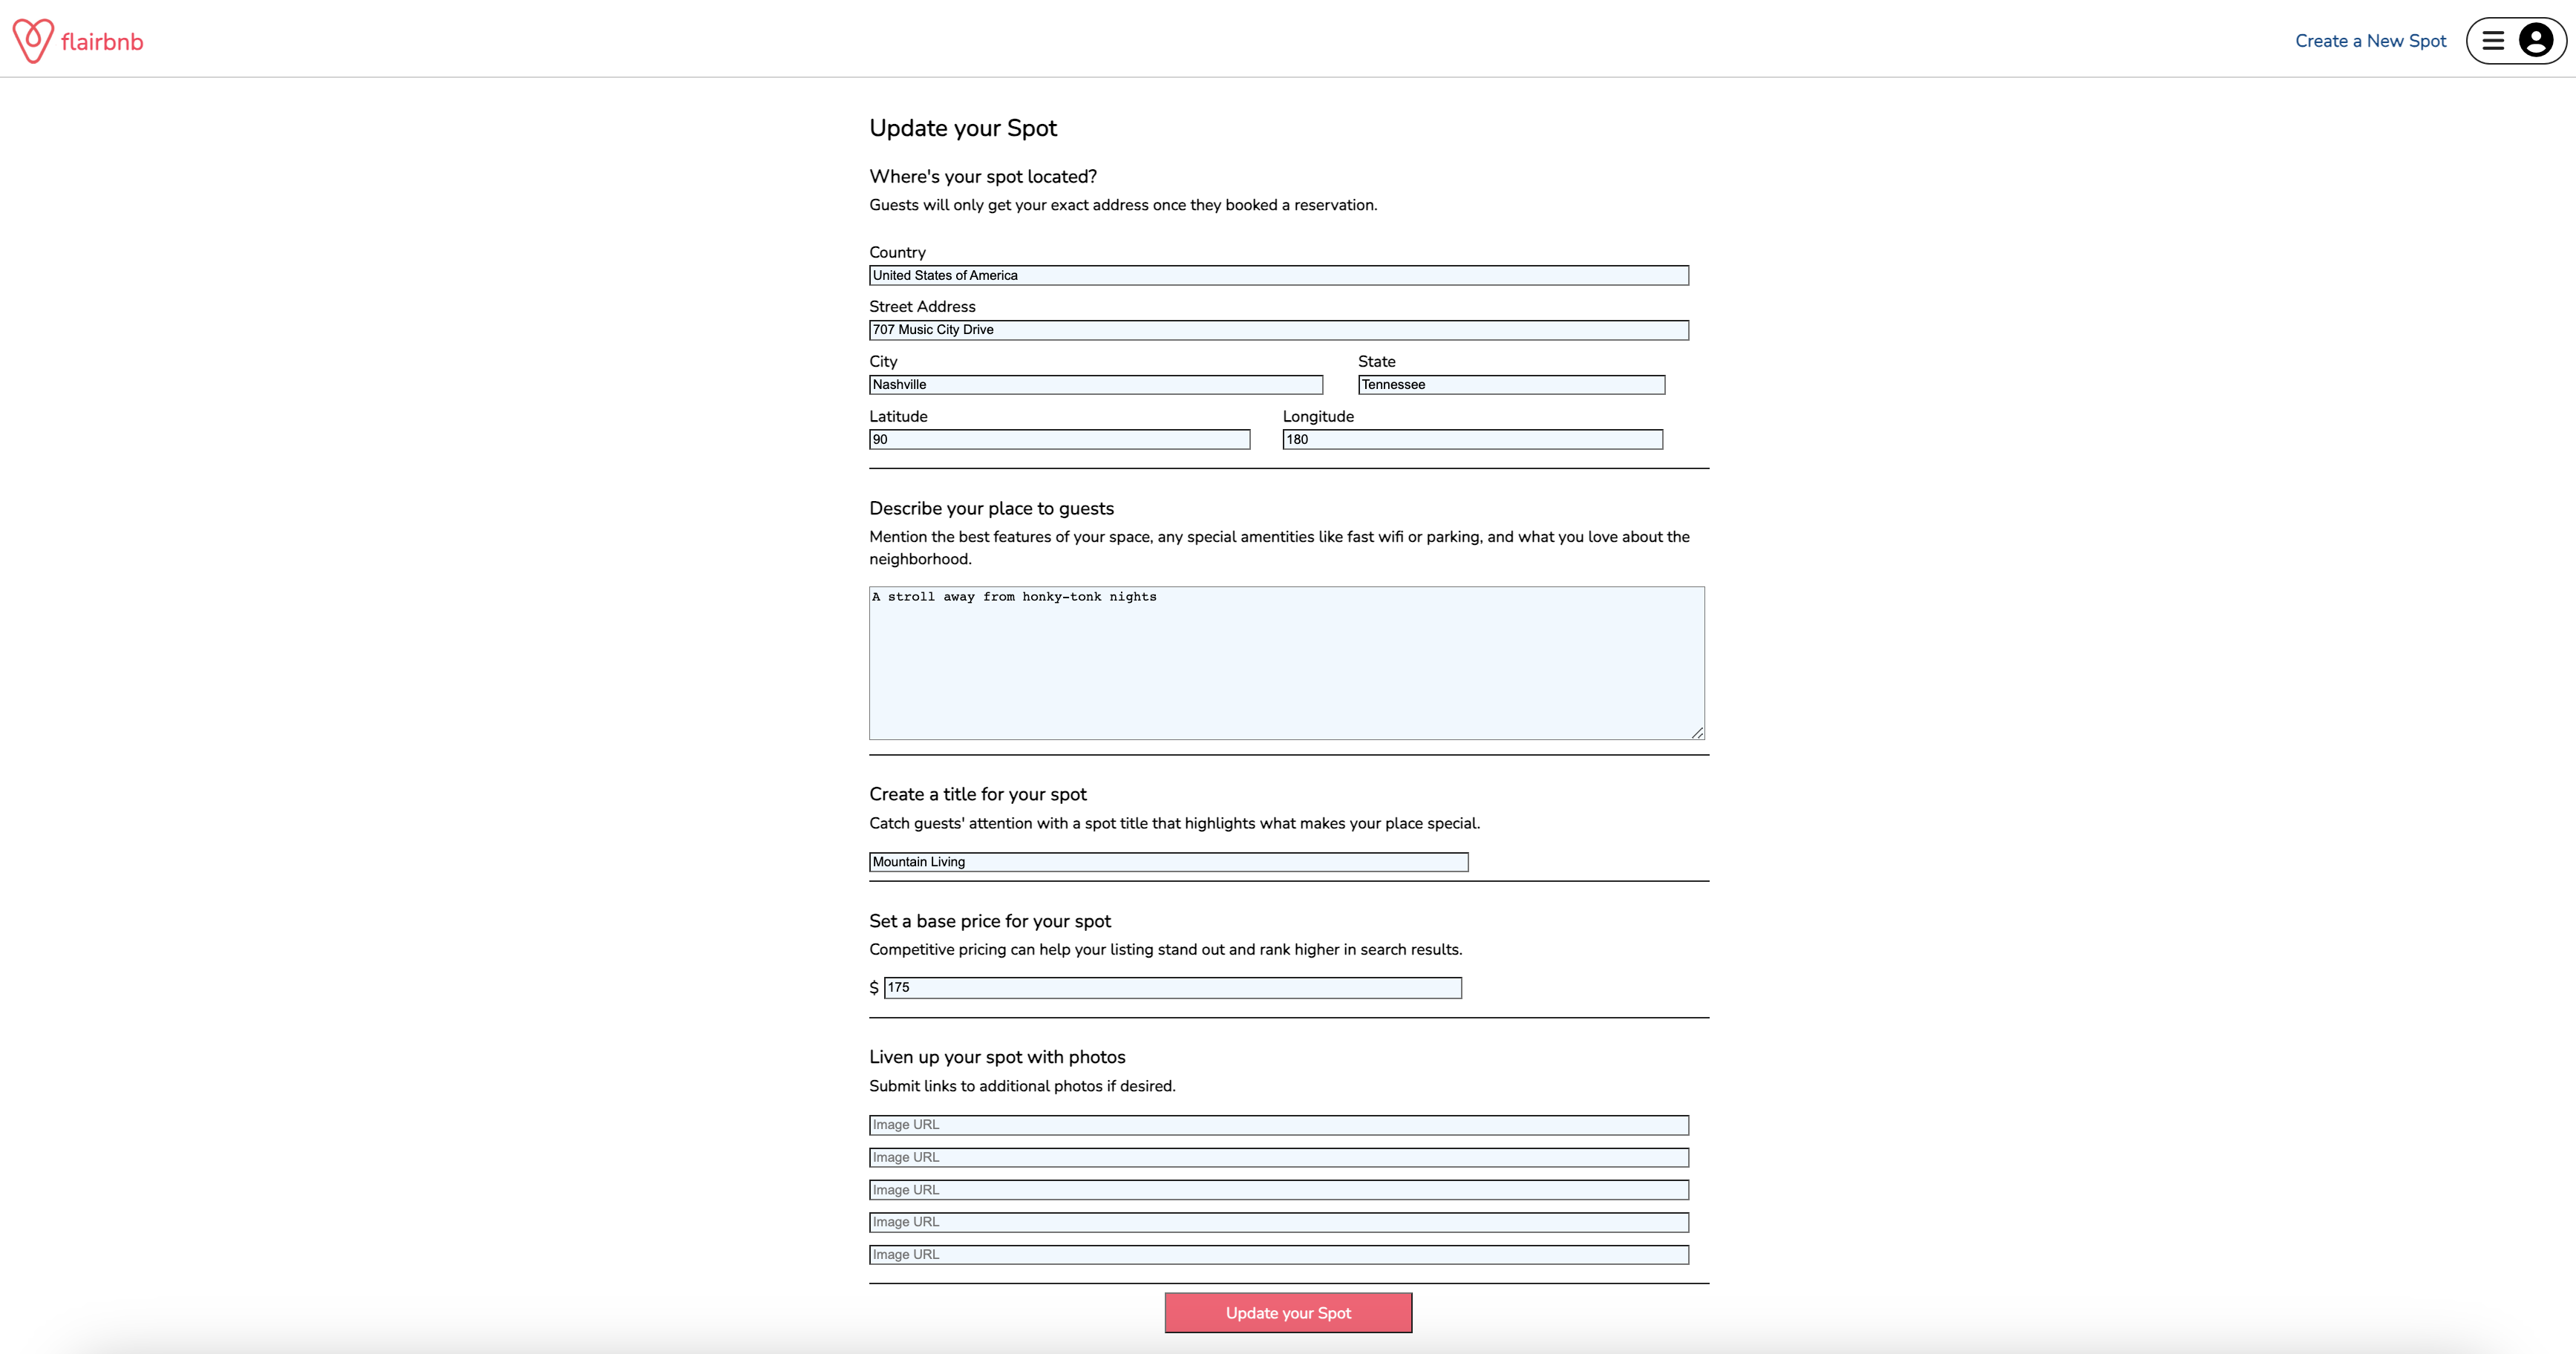 flairbnb
Create a New Spot
Update your Spot
Where's your spot located?
Guests will only get your exact address once they booked a reservation.
Country
United States of America
Street Address
707 Music City Drive
City State
Nashville Tennessee
Latitude Longitude
90 180
Describe your place to guests
Mention the best features of your space, any special amentities like fast wifi or parking, and what you love about the
neighborhood.
A stroll away from honky-tonk nights
Create a title for your spot
Catch guests' attention with a spot title that highlights what makes your place special.
Mountain Living
Set a base price for your spot
Competitive pricing can help your listing stand out and rank higher in search results.
$ 175
Liven up your spot with photos
Submit links to additional photos if desired.
Image URL
Image URL
Image URL
Image URL
Image URL
Update your Spot